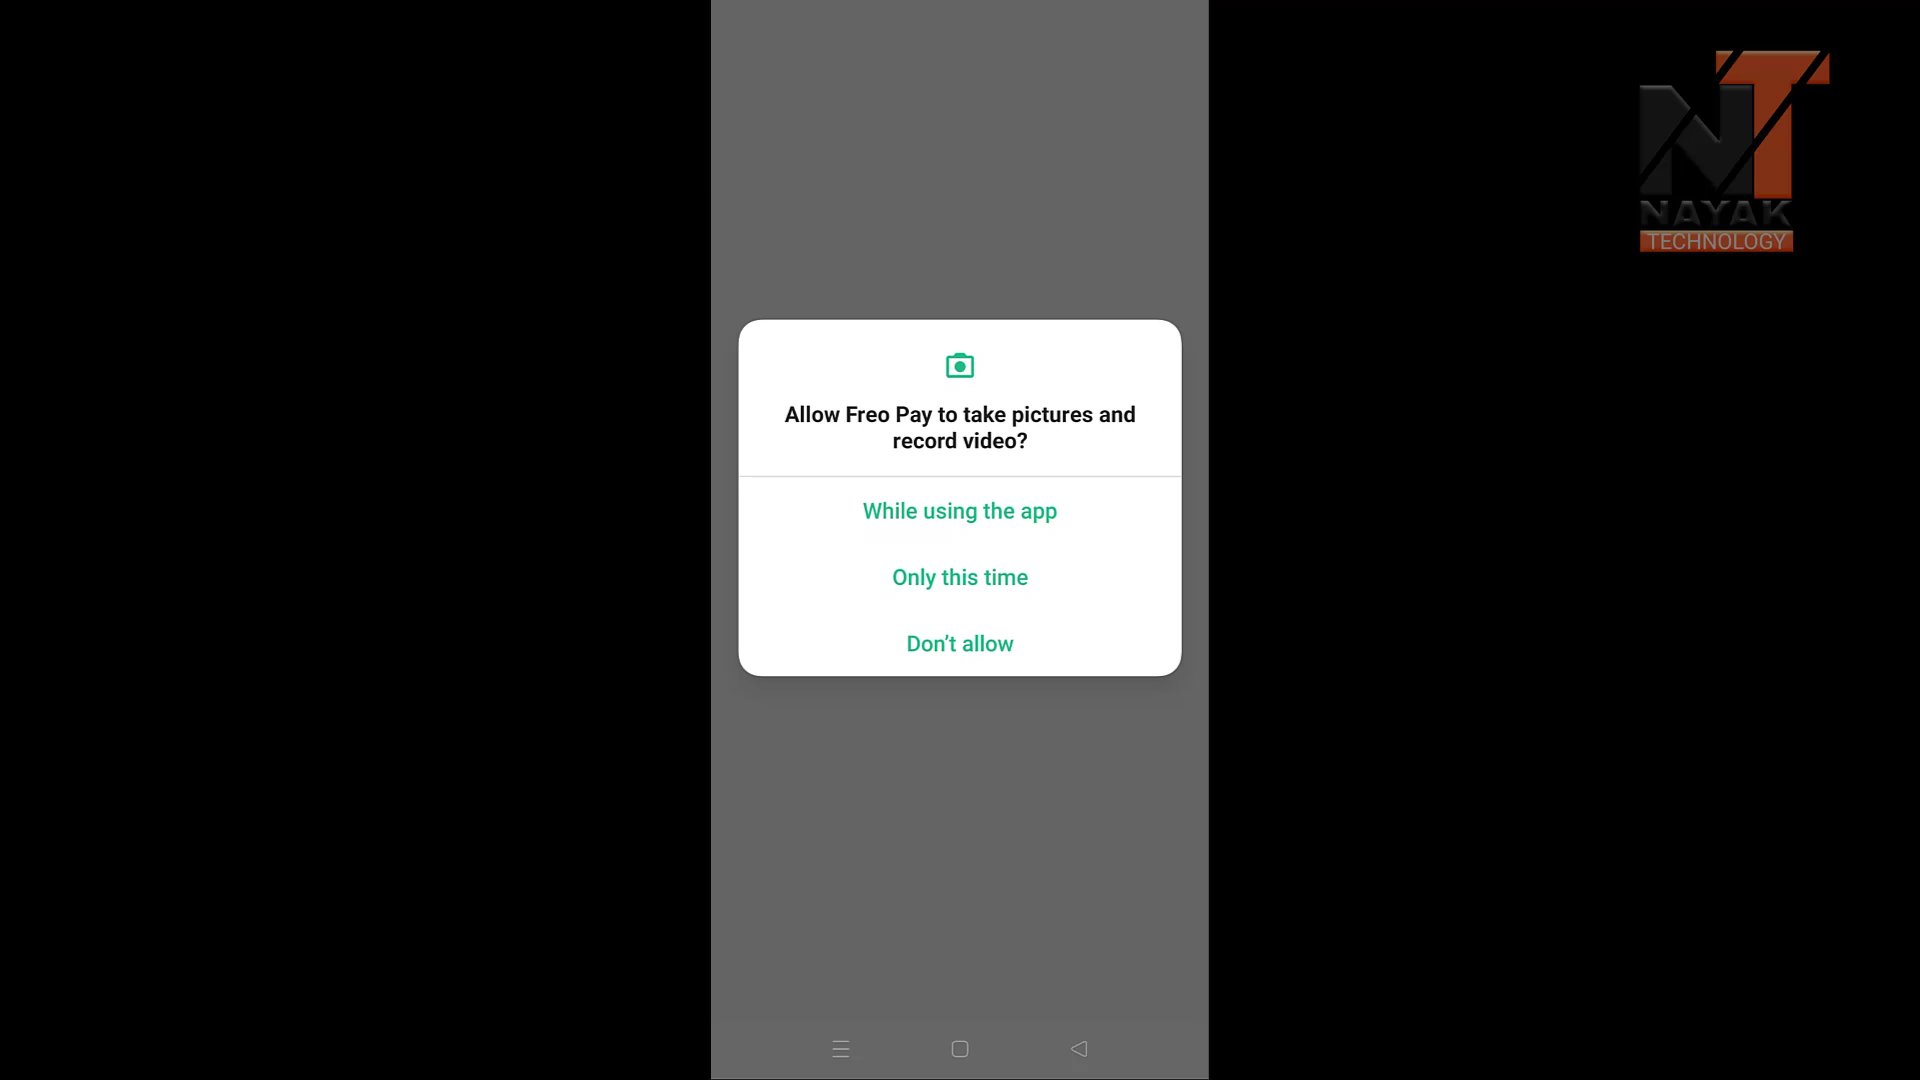 NAYAK
TECHNOLOGY
Allow Freo Pay to take pictures and
record video?
While using the app
Only this time
Don’t allow